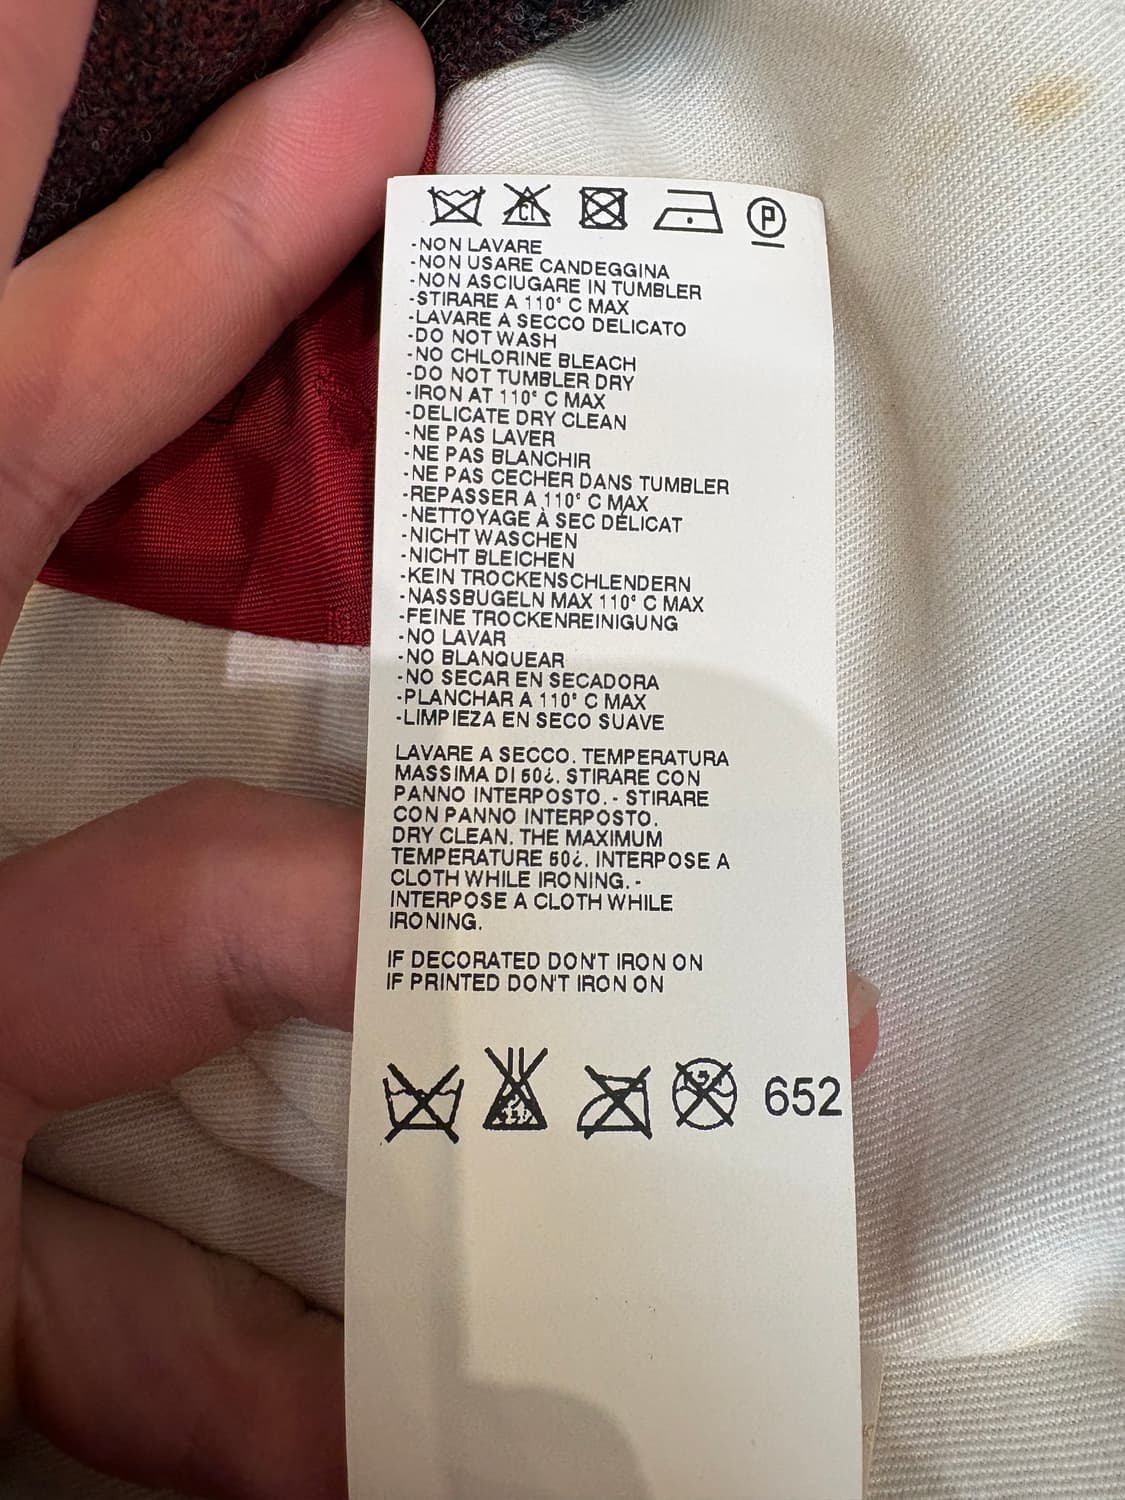 CL P
-NON LAVARE
-NON USARE CANDEGGINA
-NON ASCIUGARE IN TUMBLER
-STIRARE A 110° C MAX
-LAVARE A SECCO DELICATO
-DO NOT WASH
-NO CHLORINE BLEACH
-DO NOT TUMBLER DRY
-IRON AT 110° C MAX
-DELICATE DRY CLEAN
-NE PAS LAVER
-NE PAS BLANCHIR
-NE PAS CECHER DANS TUMBLER
-REPASSER A 110° C MAX
-NETTOYAGE À SEC DÉLICAT
-NICHT WASCHEN
-NICHT BLEICHEN
-KEIN TROCKENSCHLENDERN
-NASSBUGELN MAX 110° C MAX
-FEINE TROCKENREINIGUNG
-NO LAVAR
-NO BLANQUEAR
-NO SECAR EN SECADORA
-PLANCHAR A 110° C MAX
-LIMPIEZA EN SECO SUAVE
LAVARE A SECCO. TEMPERATURA
MASSIMA DI 60¿. STIRARE CON
PANNO INTERPOSTO. - STIRARE
CON PANNO INTERPOSTO.
DRY CLEAN. THE MAXIMUM
TEMPERATURE 60¿. INTERPOSE A
CLOTH WHILE IRONING. -
INTERPOSE A CLOTH WHILE
IRONING.
IF DECORATED DON'T IRON ON
IF PRINTED DON'T IRON ON
652